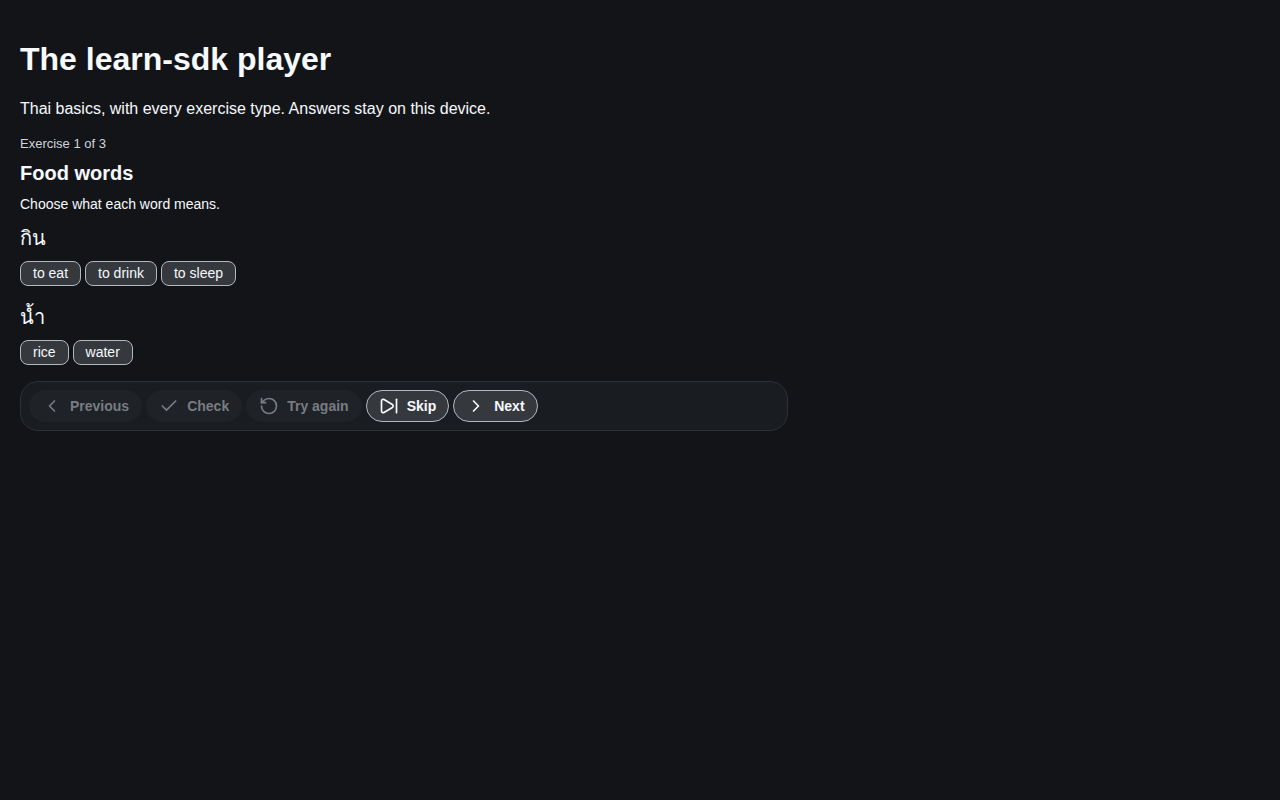 The learn-sdk player
Thai basics, with every exercise type. Answers stay on this device.
Exercise 1 of 3
Food words
Choose what each word means.
กิน
to eat to drink to sleep
น้ำ
rice water
Previous Check Try again Skip Next